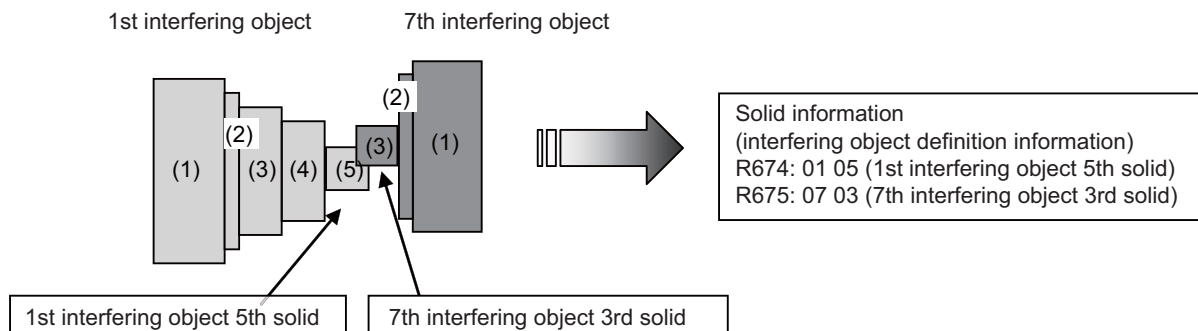 1st interfering object
7th interfering object
(1)
(2)
(3)
(4)
(5)
(3)
(2)
(1)
Solid information
(interfering object definition information)
R674: 01 05 (1st interfering object 5th solid)
R675: 07 03 (7th interfering object 3rd solid)
1st interfering object 5th solid
7th interfering object 3rd solid